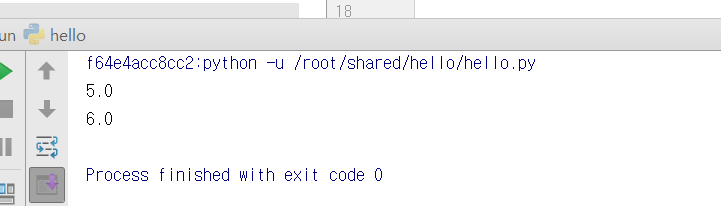 18
un hello
f64e4acc8cc2:python -u /root/shared/hello/hello.py
5.0
6.0
Process finished with exit code 0